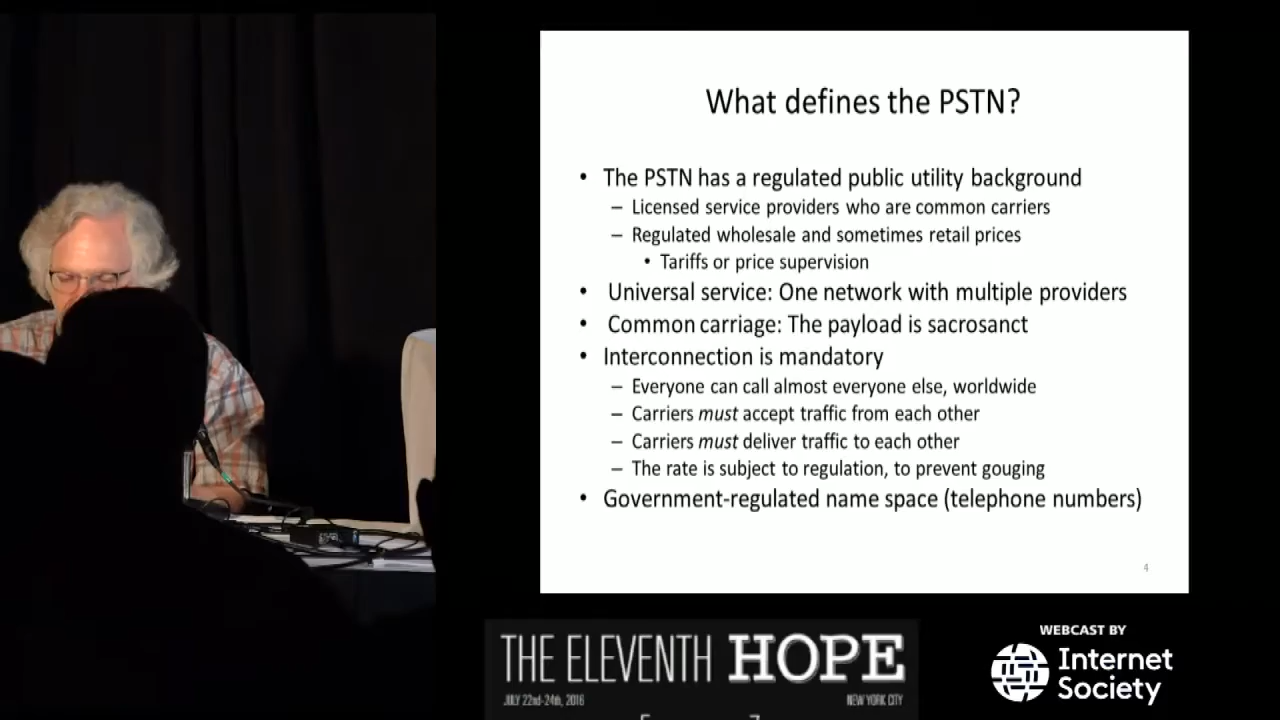 What defines the PSTN?
• The PSTN has a regulated public utility background
– Licensed service providers who are common carriers
– Regulated wholesale and sometimes retail prices
• Tariffs or price supervision
• Universal service: One network with multiple providers
• Common carriage: The payload is sacrosanct
• Interconnection is mandatory
– Everyone can call almost everyone else, worldwide
– Carriers must accept traffic from each other
– Carriers must deliver traffic to each other
– The rate is subject to regulation, to prevent gouging
• Government-regulated name space (telephone numbers)
4
THE ELEVENTH HOPE
JULY 22nd-24th, 2016 NEW YORK CITY
WEBCAST BY
Internet
Society